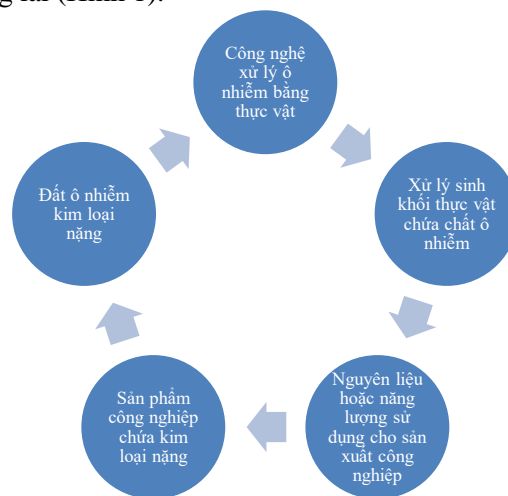 Công nghệ
xử lý ô
nhiễm bằng
thực vật
Xử lý sinh
khối thực vật
chứa chất ô
nhiễm
Nguyên liệu
hoặc năng
lượng sử
dụng cho sản
xuất công
nghiệp
Sản phẩm
công nghiệp
chứa kim
loại nặng
Đất ô nhiễm
kim loại
nặng